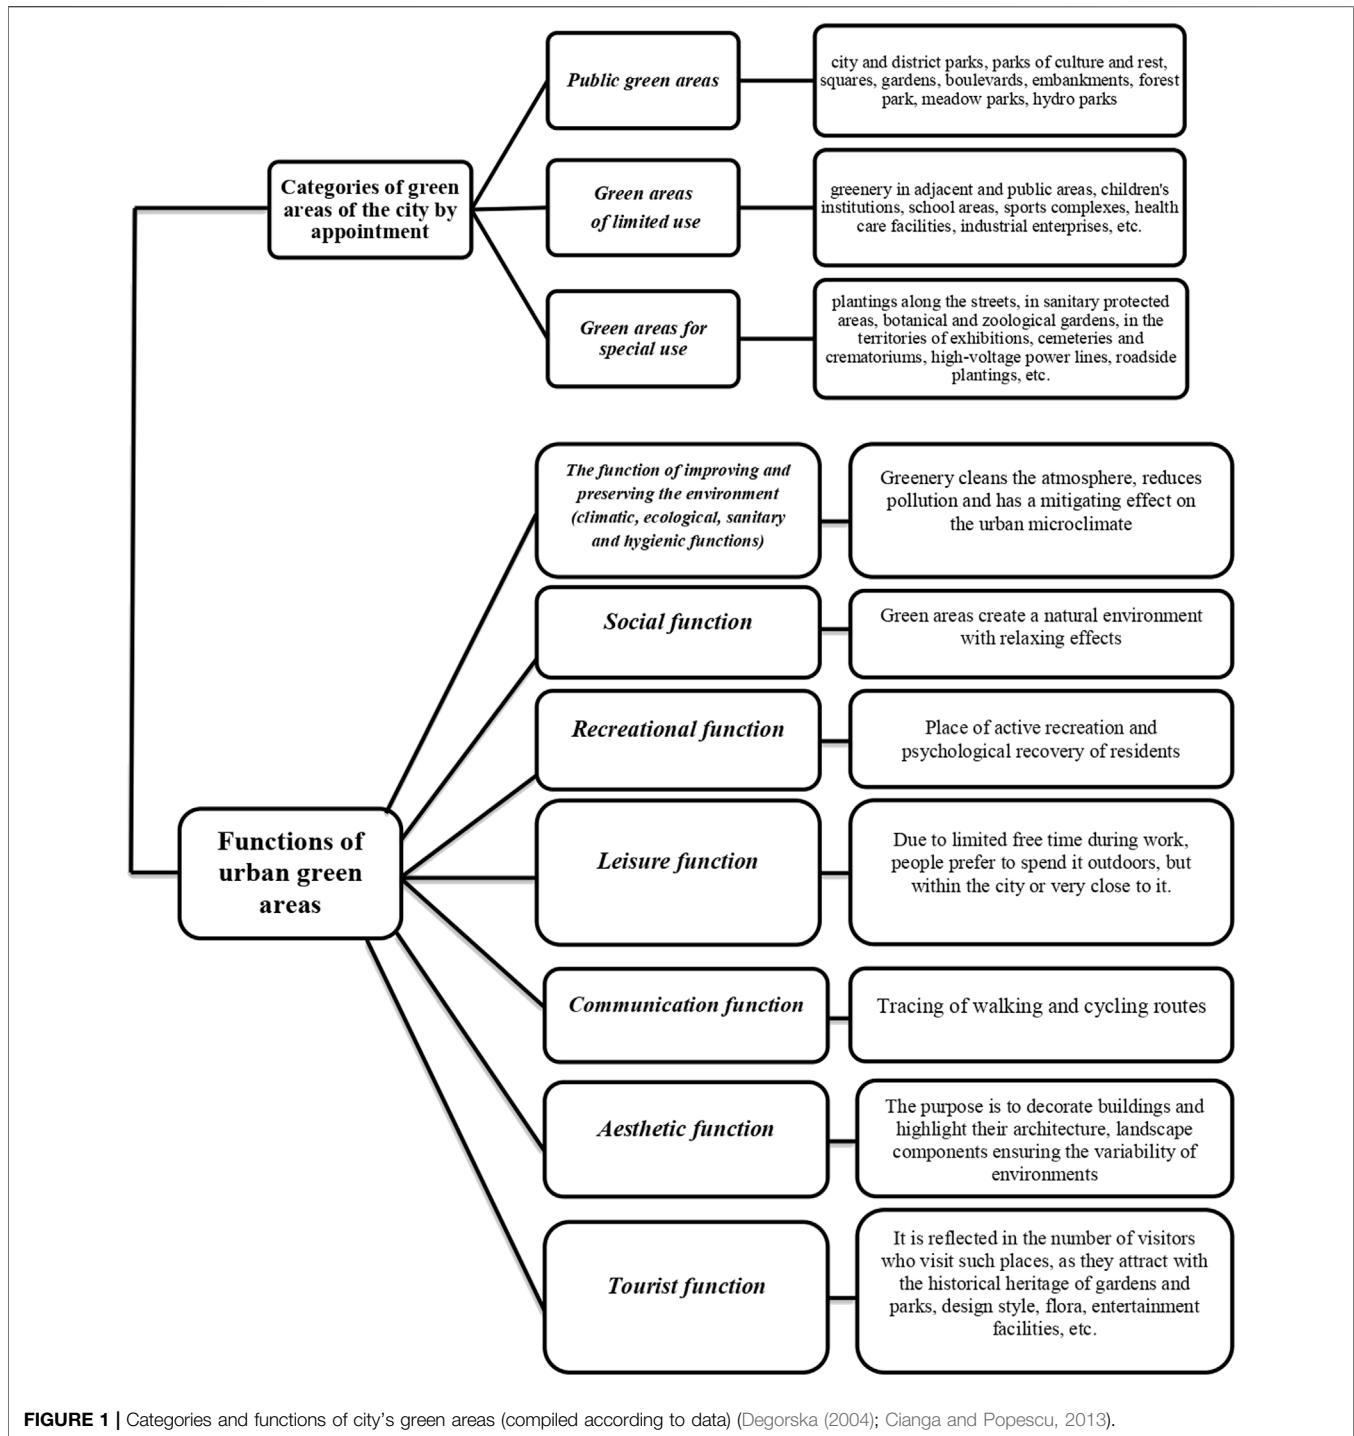 Public green areas
city and district parks, parks of culture and rest,
squares, gardens, boulevards, embankments, forest
park, meadow parks, hydro parks
Categories of green
areas of the city by
appointment
Green areas
of limited use
greenery in adjacent and public areas, children's
institutions, school areas, sports complexes, health
care facilities, industrial enterprises, etc.
Green areas for
special use
plantings along the streets, in sanitary protected
areas, botanical and zoological gardens, in the
territories of exhibitions, cemeteries and
crematoriums, high-voltage power lines, roadside
plantings, etc.
The function of improving and
preserving the environment
(climatic, ecological, sanitary
and hygienic functions)
Greenery cleans the atmosphere, reduces
pollution and has a mitigating effect on
the urban microclimate
Social function
Green areas create a natural environment
with relaxing effects
Recreational function
Place of active recreation and
psychological recovery of residents
Functions of
urban green
areas
Leisure function
Due to limited free time during work,
people prefer to spend it outdoors, but
within the city or very close to it.
Communication function
Tracing of walking and cycling routes
Aesthetic function
The purpose is to decorate buildings and
highlight their architecture, landscape
components ensuring the variability of
environments
Tourist function
It is reflected in the number of visitors
who visit such places, as they attract with
the historical heritage of gardens and
parks, design style, flora, entertainment
facilities, etc.
FIGURE 1 | Categories and functions of city's green areas (compiled according to data) (Degorska (2004); Cianga and Popescu, 2013).